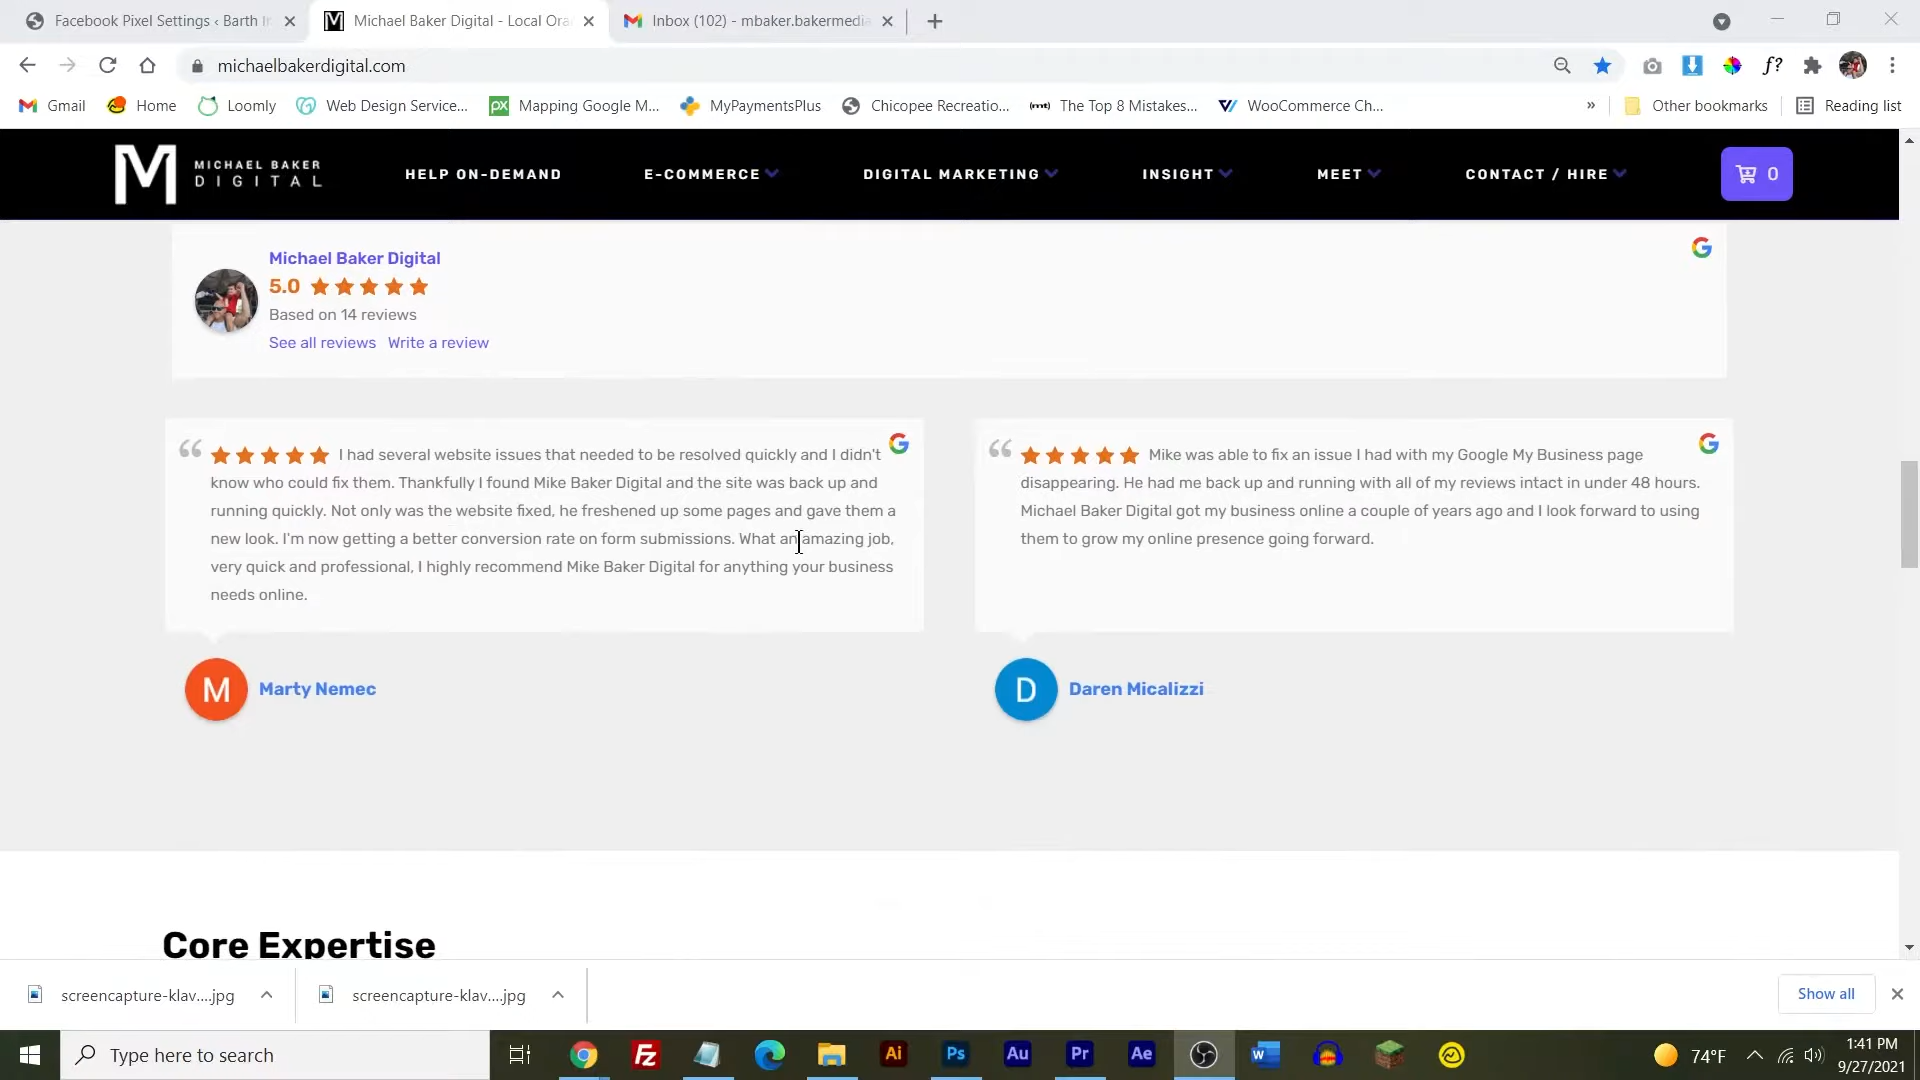 Facebook Pixel Settings ‹ Barth I
Michael Baker Digital - Local Ora
Inbox (102) - mbaker.bakermedia
michaelbakerdigital.com
f?
Gmail
Home
Loomly
Web Design Service...
Mapping Google M...
MyPaymentsPlus
Chicopee Recreatio...
The Top 8 Mistakes...
WooCommerce Ch...
»
Other bookmarks
Reading list
M
MICHAEL BAKER
DIGITAL
HELP ON-DEMAND
E-COMMERCE
DIGITAL MARKETING
INSIGHT
MEET
CONTACT / HIRE
0
Michael Baker Digital
5.0
Based on 14 reviews
See all reviews Write a review
I had several website issues that needed to be resolved quickly and I didn't
know who could fix them. Thankfully I found Mike Baker Digital and the site was back up and
running quickly. Not only was the website fixed, he freshened up some pages and gave them a
new look. I'm now getting a better conversion rate on form submissions. What an amazing job,
very quick and professional, I highly recommend Mike Baker Digital for anything your business
needs online.
M
Marty Nemec
Mike was able to fix an issue I had with my Google My Business page
disappearing. He had me back up and running with all of my reviews intact in under 48 hours.
Michael Baker Digital got my business online a couple of years ago and I look forward to using
them to grow my online presence going forward.
D
Daren Micalizzi
Core Expertise
screencapture-klav....jpg
screencapture-klav....jpg
Show all
Type here to search
Fz
Ai
Ps
Au
Pr
Ae
W
74°F
1:41 PM
9/27/2021